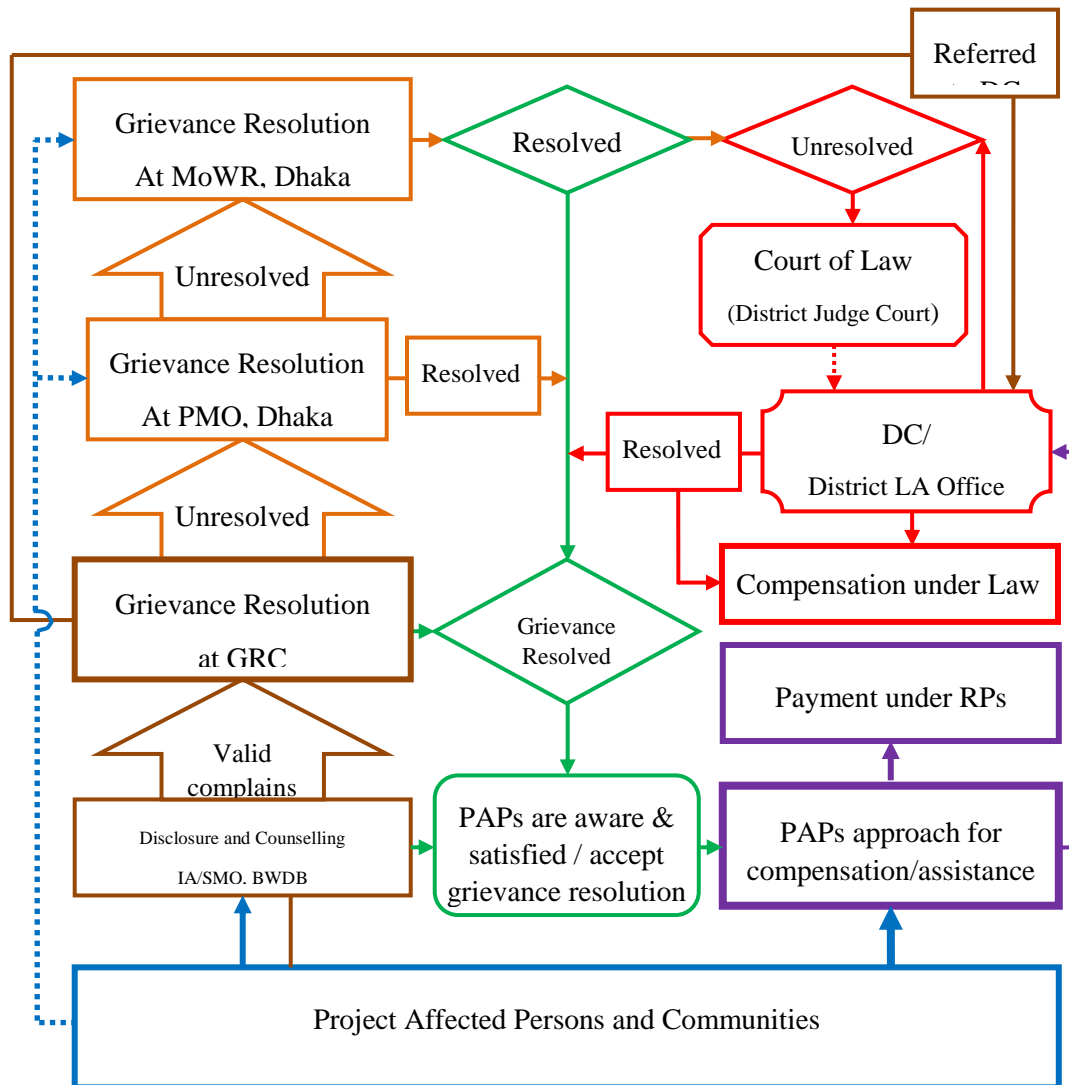 Referred
to DC
Grievance Resolution
At MoWR, Dhaka
Resolved
Unresolved
Unresolved
Court of Law
(District Judge Court)
Grievance Resolution
At PMO, Dhaka
Resolved
Resolved
DC/
District LA Office
Unresolved
Compensation under Law
Grievance Resolution
at GRC
Grievance
Resolved
Payment under RPs
Valid
complains
Disclosure and Counselling
IA/SMO, BWDB
PAPs are aware &
satisfied / accept
grievance resolution
PAPs approach for
compensation/assistance
Project Affected Persons and Communities